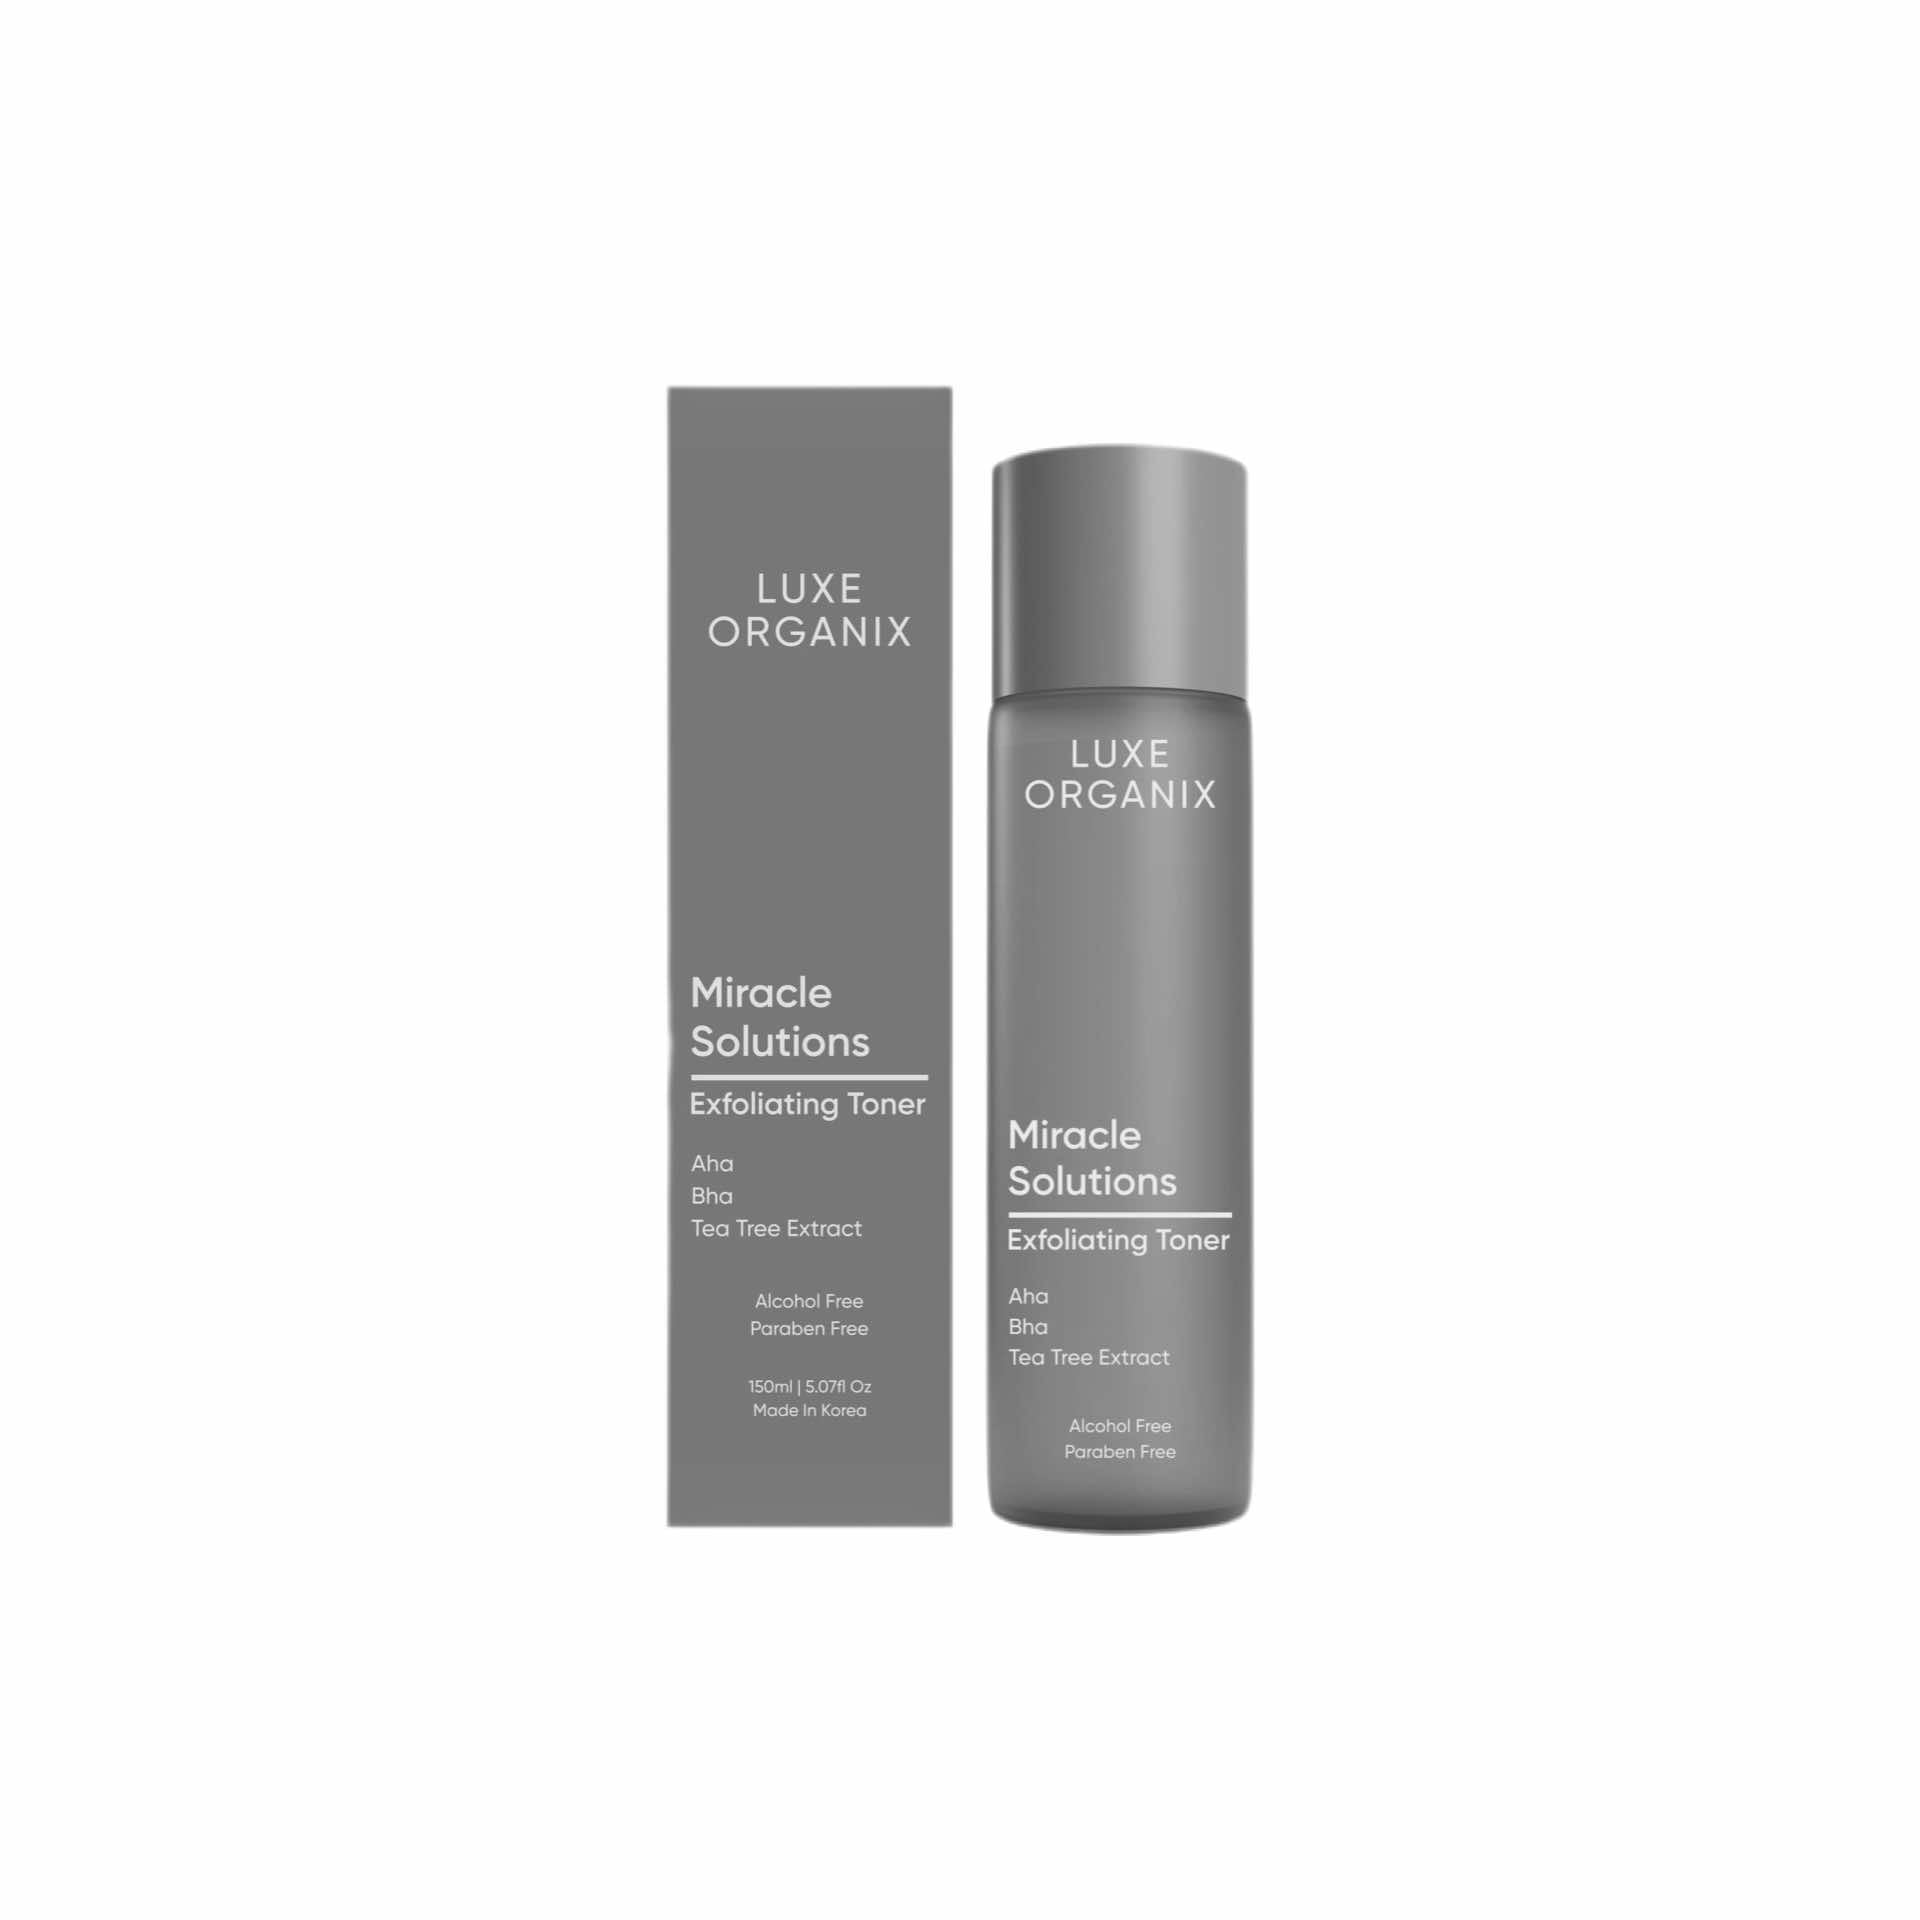 LUXE
ORGANIX
Miracle
Solutions
Exfoliating Toner
Aha
Bha
Tea Tree Extract
Alcohol Free
Paraben Free
150ml | 5.07fl Oz
Made In Korea
LUXE
ORGANIX
Miracle
Solutions
Exfoliating Toner
Aha
Bha
Tea Tree Extract
Alcohol Free
Paraben Free